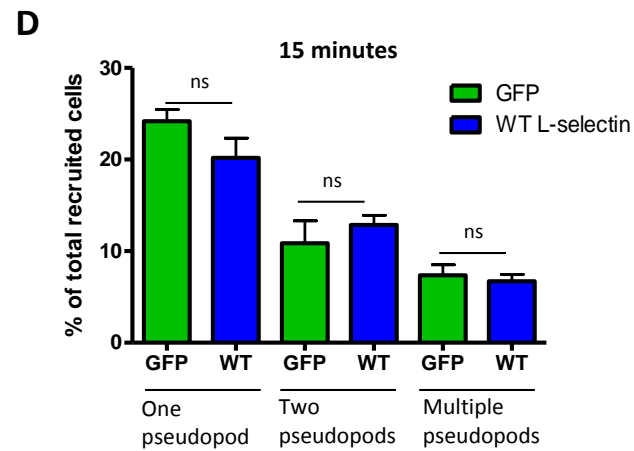 D
15 minutes
% of total recruited cells
30
20
10
0
GFP
WT L-selectin
ns
ns
ns
GFP WT GFP WT GFP WT
One pseudopod
Two pseudopods
Multiple pseudopods